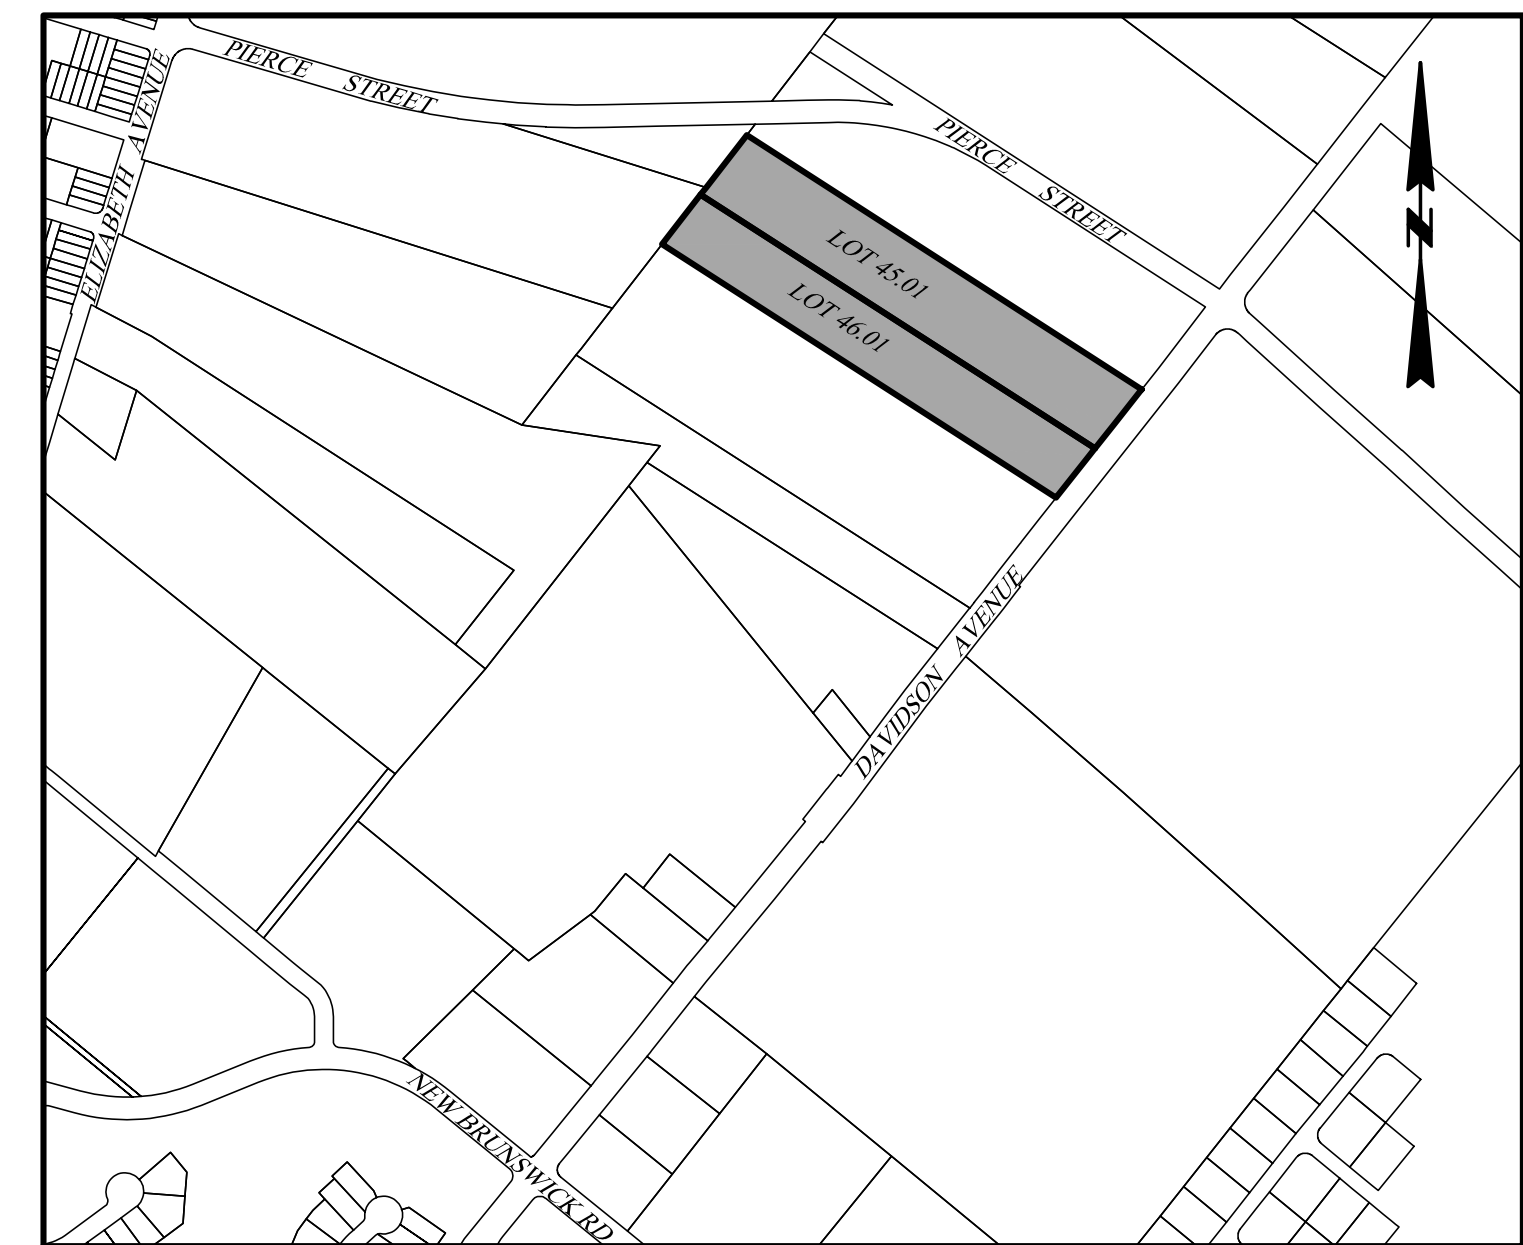 PIERCE STREET
ELIZABETH AVENUE
PIERCE STREET
N
LOT 45.01
LOT 46.01
DAVIDSON AVENUE
NEW BRUNSWICK RD